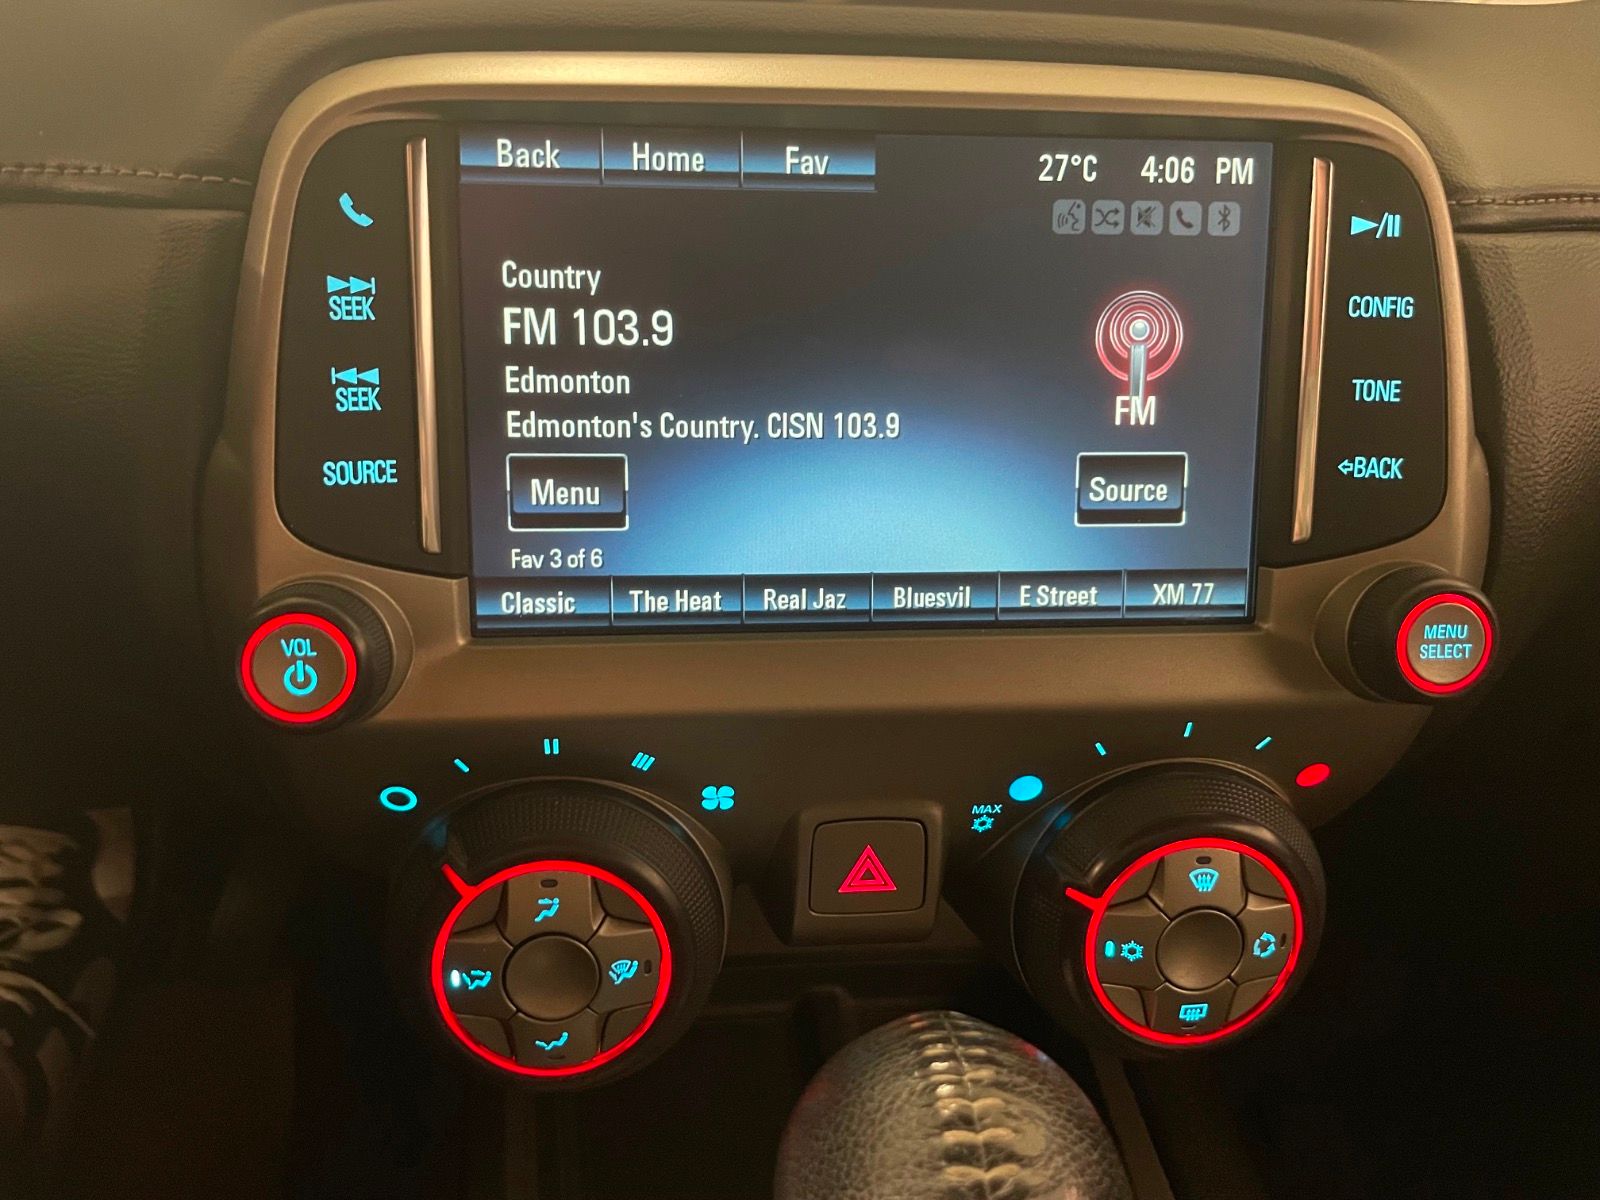 Back Home Fav 27°C 4:06 PM
Country
FM 103.9
Edmonton
Edmonton's Country. CISN 103.9
FM
Menu
Source
Fav 3 of 6
Classic The Heat Real Jaz Bluesvil E Street XM 77
SEEK
SEEK
SOURCE
CONFIG
TONE
BACK
VOL
MENU
SELECT
MAX